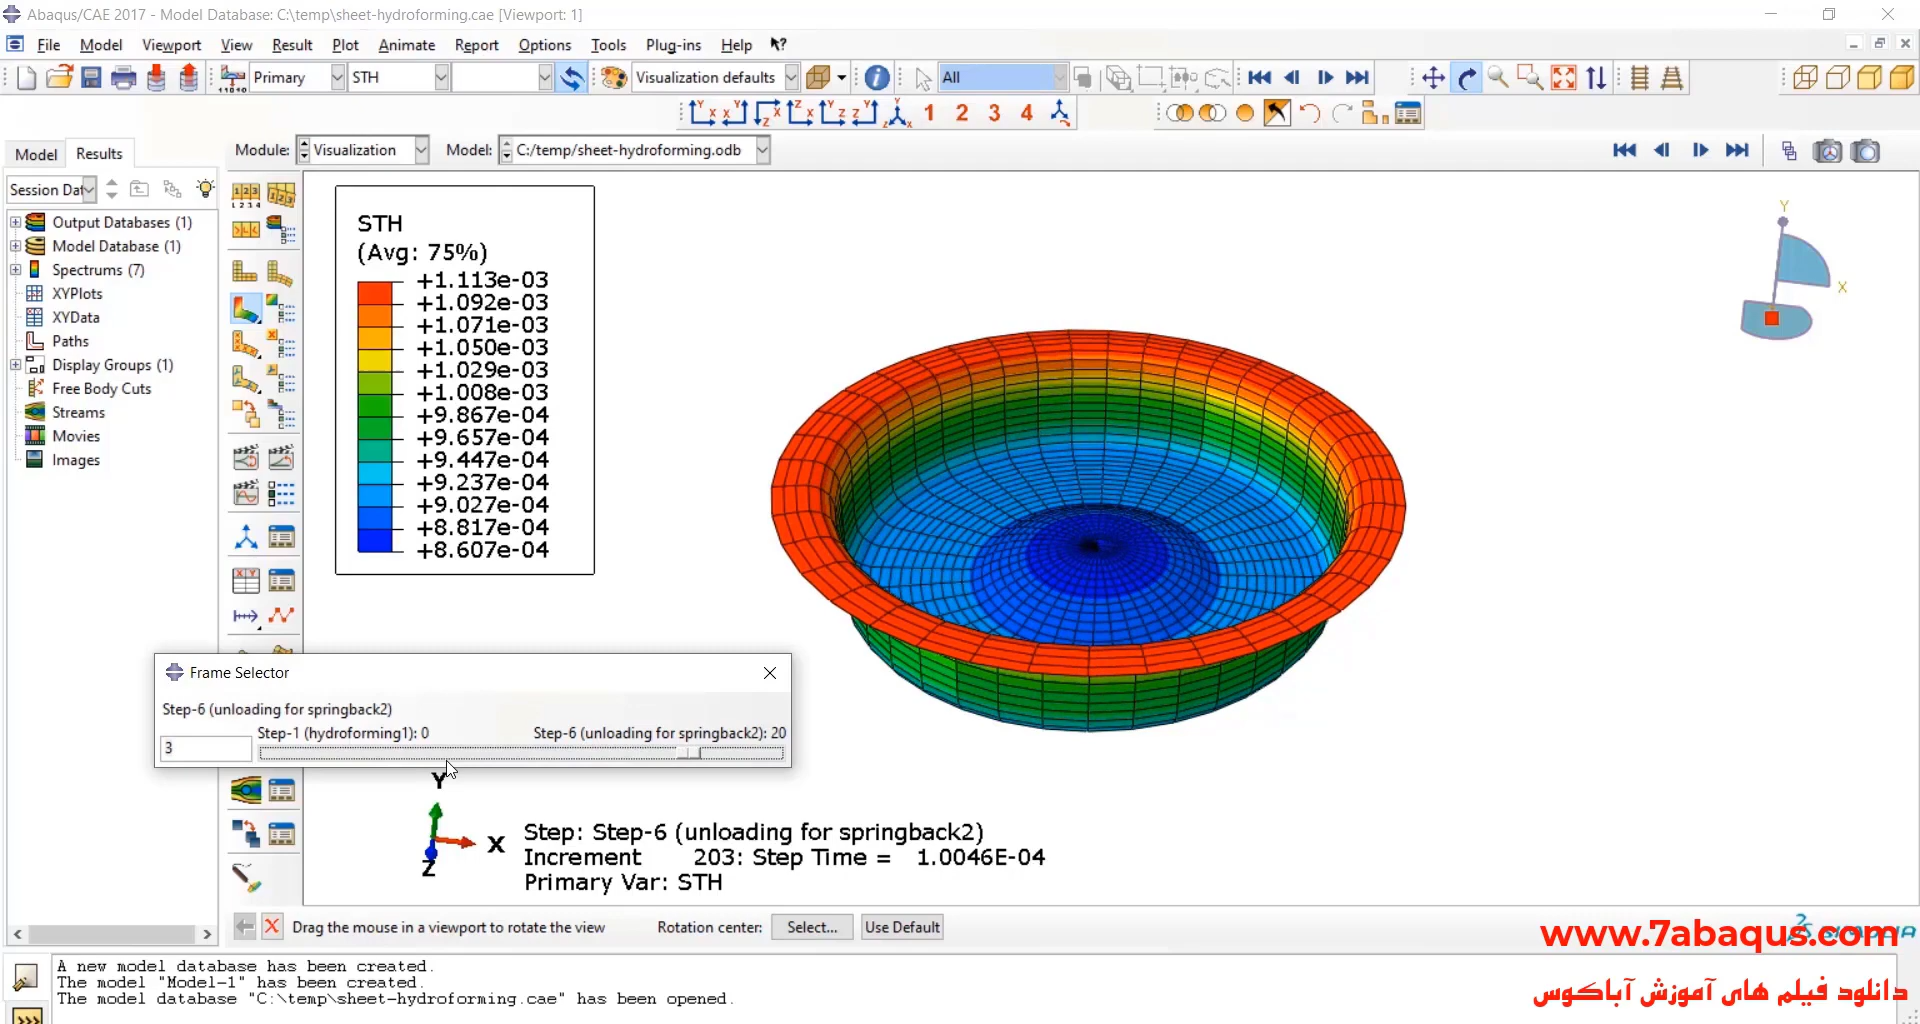 Abaqus/CAE 2017 - Model Database: C:\temp\sheet-hydroforming.cae [Viewport: 1]
File Model Viewport View Result Plot Animate Report Options Tools Plug-ins Help
Primary STH Visualization defaults All
1 2 3 4
Model Results Module: Visualization Model: C:/temp/sheet-hydroforming.odb
Session Dat
Output Databases (1)
Model Database (1)
Spectrums (7)
XYPlots
XYData
Paths
Display Groups (1)
Free Body Cuts
Streams
Movies
Images
STH
(Avg: 75%)
+1.113e-03
+1.092e-03
+1.071e-03
+1.050e-03
+1.029e-03
+1.008e-03
+9.867e-04
+9.657e-04
+9.447e-04
+9.237e-04
+9.027e-04
+8.817e-04
+8.607e-04
Y
X
Frame Selector
Step-6 (unloading for springback2)
Step-1 (hydroforming1): 0 Step-6 (unloading for springback2): 20
3
Y
X
Z
Step: Step-6 (unloading for springback2)
Increment 203: Step Time = 1.0046E-04
Primary Var: STH
Drag the mouse in a viewport to rotate the view Rotation center: Select... Use Default
www.7abaqus.com
دانلود فیلم های آموزش آباکوس
A new model database has been created.
The model "Model-1" has been created.
The model database "C:\temp\sheet-hydroforming.cae" has been opened.